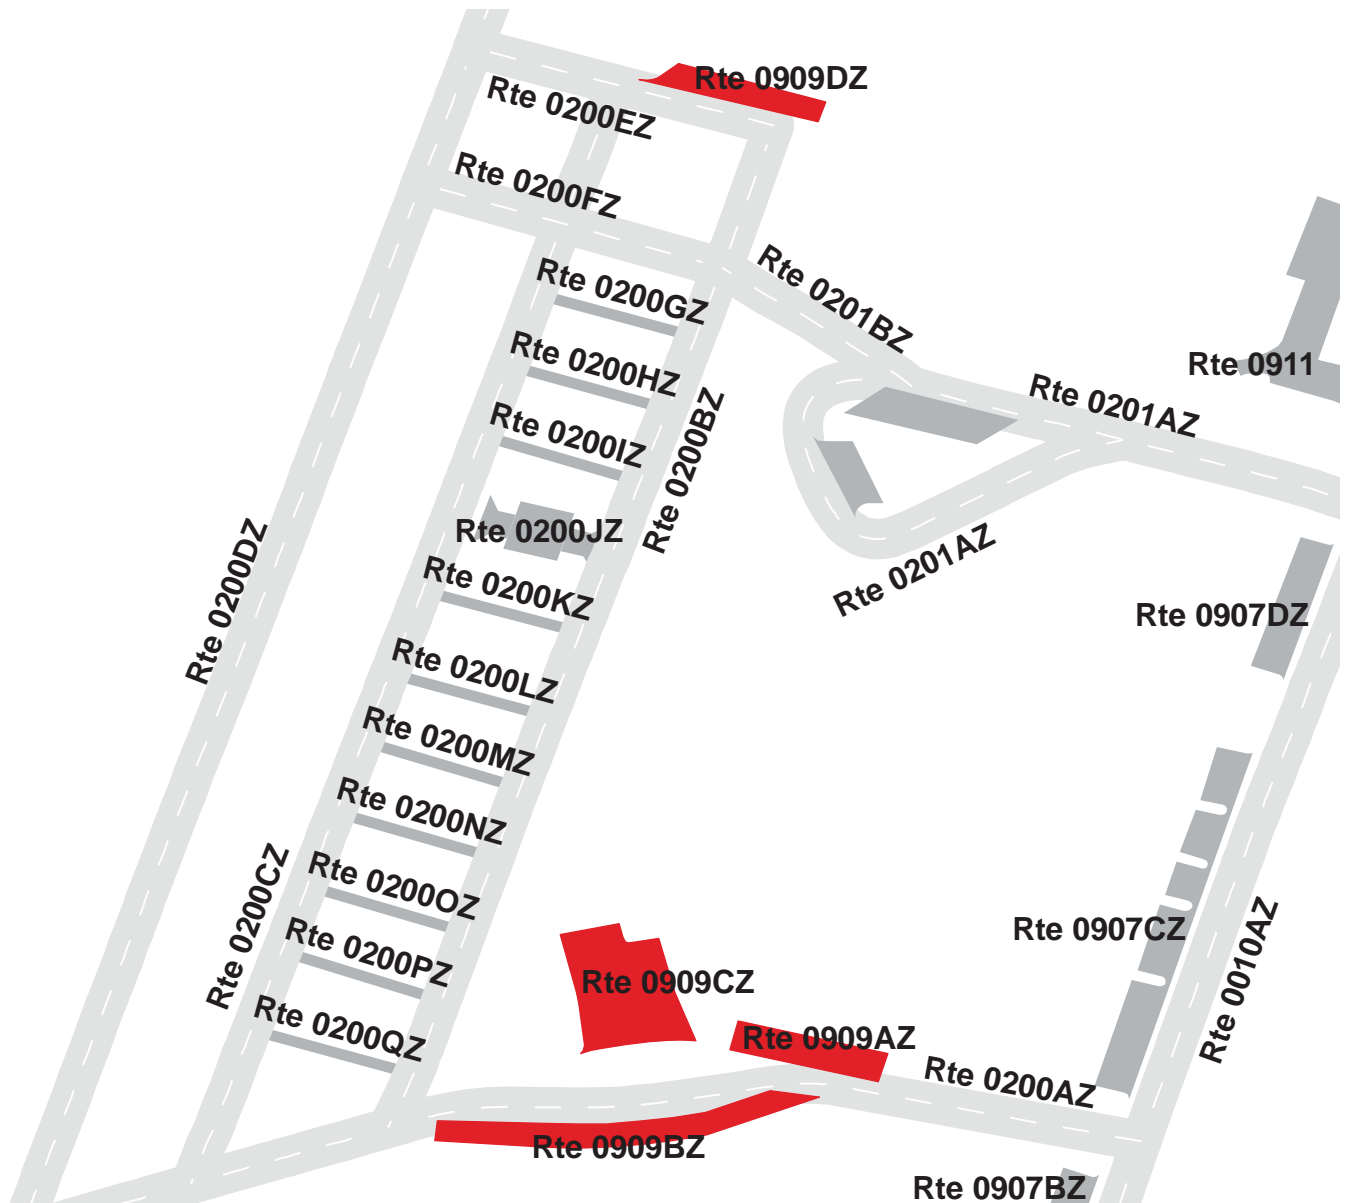 Rte 0909DZ
Rte 0200EZ
Rte 0200FZ
Rte 0200GZ
Rte 0201BZ
Rte 0200HZ
Rte 0911
Rte 0201AZ
Rte 0200IZ
Rte 0200BZ
Rte 0200JZ
Rte 0200DZ
Rte 0200KZ
Rte 0201AZ
Rte 0907DZ
Rte 0200LZ
Rte 0200MZ
Rte 0200NZ
Rte 0200OZ
Rte 0200CZ
Rte 0200PZ
Rte 0907CZ
Rte 0010AZ
Rte 0909CZ
Rte 0200QZ
Rte 0909AZ
Rte 0200AZ
Rte 0909BZ
Rte 0907BZ